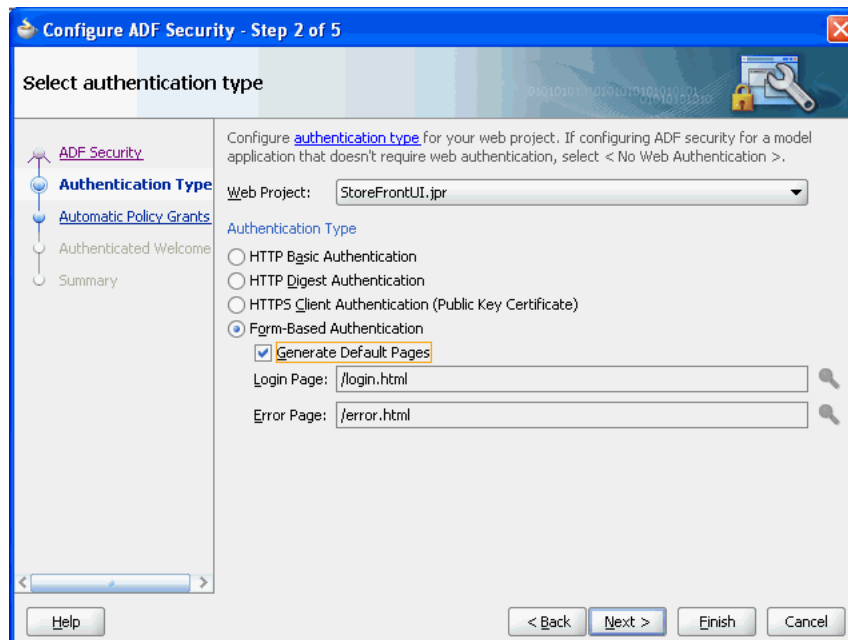 Configure ADF Security - Step 2 of 5
Select authentication type
ADF Security
Authentication Type
Automatic Policy Grants
Authenticated Welcome
Summary
Configure authentication type for your web project. If configuring ADF security for a model
application that doesn't require web authentication, select < No Web Authentication >.
Web Project: StoreFrontUI.jpr
Authentication Type
HTTP Basic Authentication
HTTP Digest Authentication
HTTPS Client Authentication (Public Key Certificate)
Form-Based Authentication
Generate Default Pages
Login Page: /login.html
Error Page: /error.html
Help < Back Next > Finish Cancel